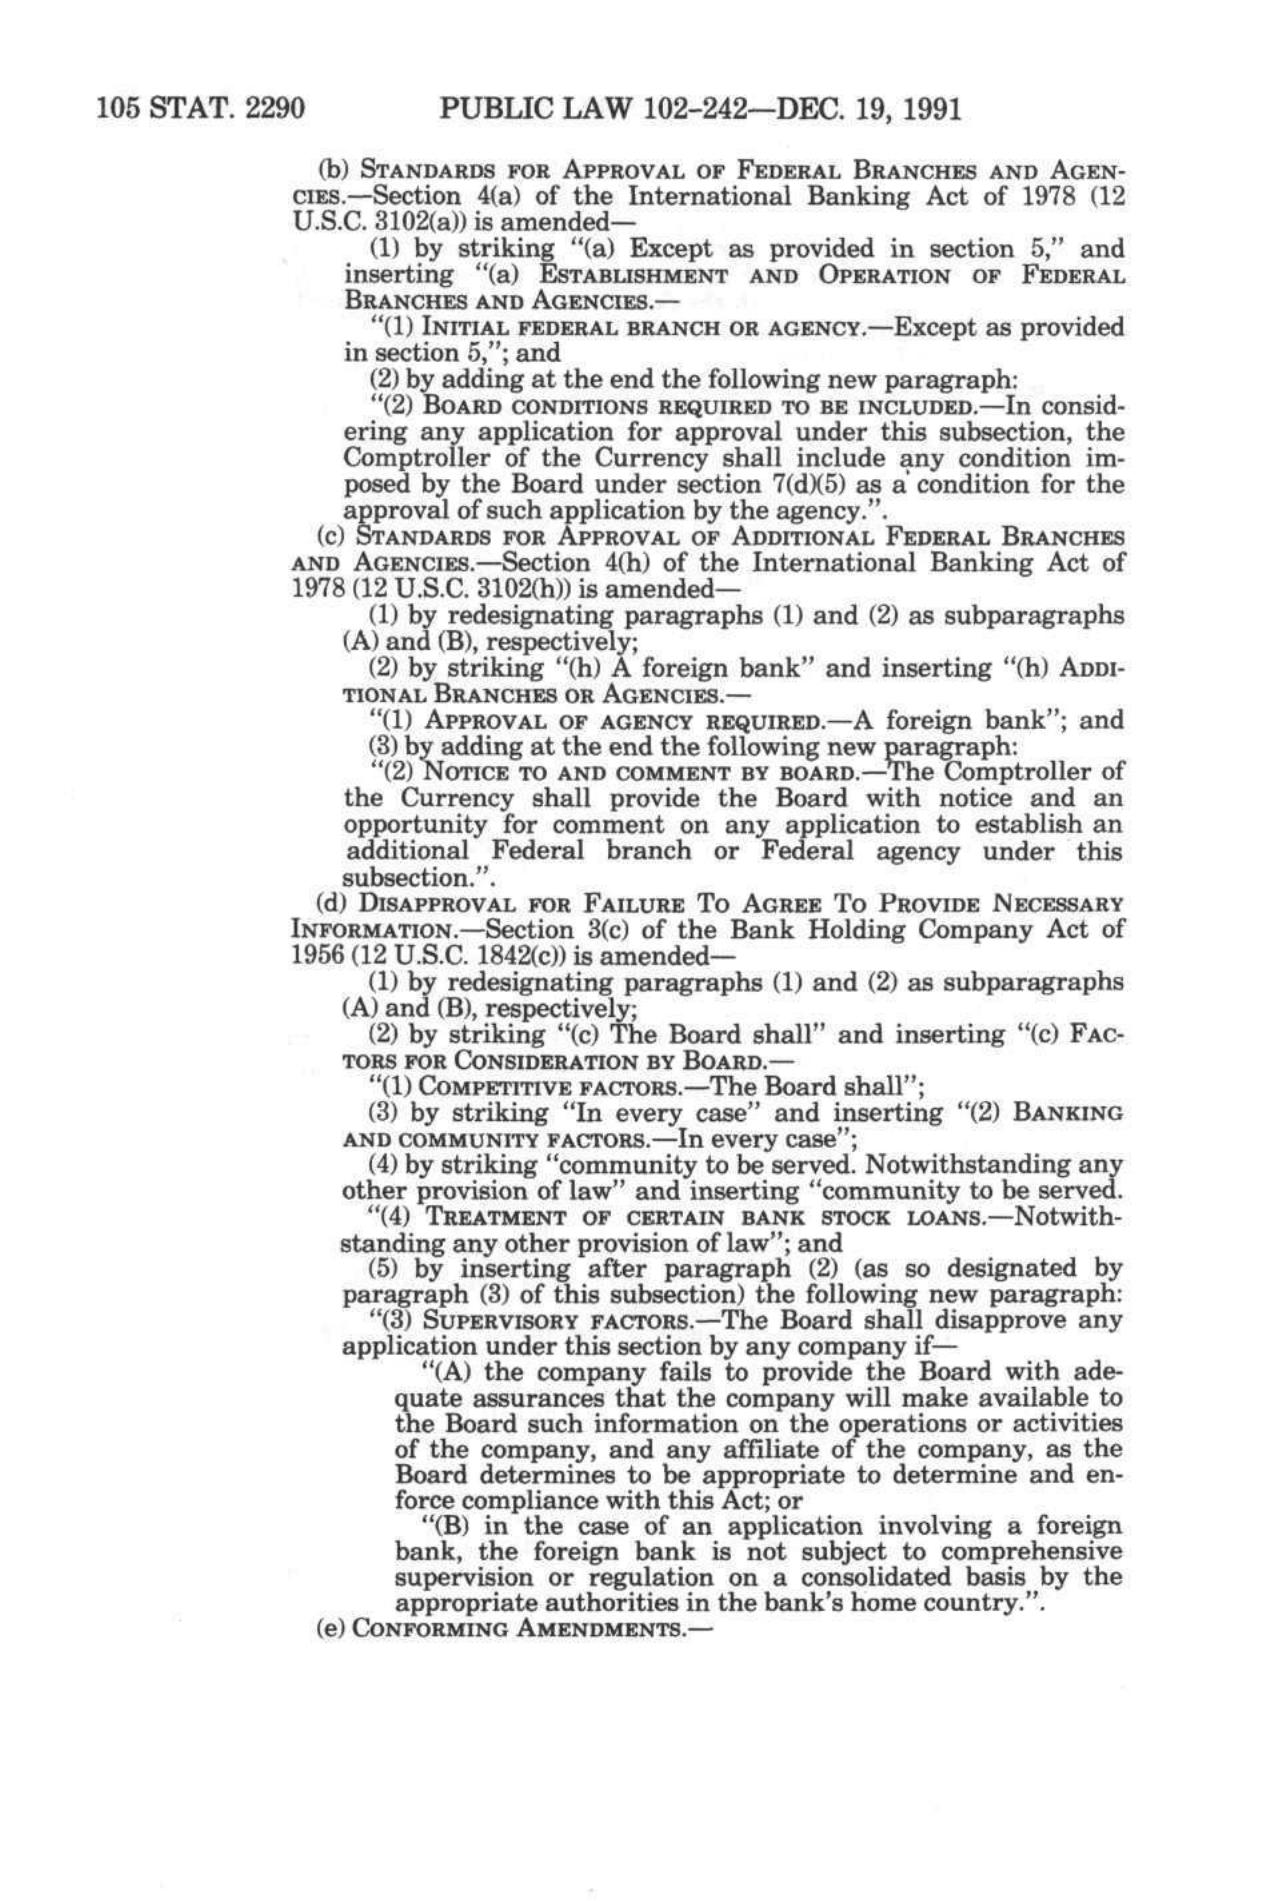 105 STAT. 2290 PUBLIC LAW 102-242—DEC. 19, 1991
(b) STANDARDS FOR APPROVAL OF FEDERAL BRANCHES AND AGEN-
CIES.—Section 4(a) of the International Banking Act of 1978 (12
U.S.C. 3102(a)) is amended—
(1) by striking “(a) Except as provided in section 5,” and
inserting “(a) ESTABLISHMENT AND OPERATION OF FEDERAL
BRANCHES AND AGENCIES.—
“(1) INITIAL FEDERAL BRANCH OR AGENCY.—Except as provided
in section 5,”; and
(2) by adding at the end the following new paragraph:
“(2) BOARD CONDITIONS REQUIRED TO BE INCLUDED.—In consid-
ering any application for approval under this subsection, the
Comptroller of the Currency shall include any condition im-
posed by the Board under section 7(d)(5) as a condition for the
approval of such application by the agency.”.
(c) STANDARDS FOR APPROVAL OF ADDITIONAL FEDERAL BRANCHES
AND AGENCIES.—Section 4(h) of the International Banking Act of
1978 (12 U.S.C. 3102(h)) is amended—
(1) by redesignating paragraphs (1) and (2) as subparagraphs
(A) and (B), respectively;
(2) by striking “(h) A foreign bank” and inserting “(h) ADDI-
TIONAL BRANCHES OR AGENCIES.—
“(1) APPROVAL OF AGENCY REQUIRED.—A foreign bank”; and
(3) by adding at the end the following new paragraph:
“(2) NOTICE TO AND COMMENT BY BOARD.—The Comptroller of
the Currency shall provide the Board with notice and an
opportunity for comment on any application to establish an
additional Federal branch or Federal agency under this
subsection.”.
(d) DISAPPROVAL FOR FAILURE TO AGREE TO PROVIDE NECESSARY
INFORMATION.—Section 3(c) of the Bank Holding Company Act of
1956 (12 U.S.C. 1842(c)) is amended—
(1) by redesignating paragraphs (1) and (2) as subparagraphs
(A) and (B), respectively;
(2) by striking “(c) The Board shall” and inserting “(c) FAC-
TORS FOR CONSIDERATION BY BOARD.—
“(1) COMPETITIVE FACTORS.—The Board shall”;
(3) by striking “In every case” and inserting “(2) BANKING
AND COMMUNITY FACTORS.—In every case”;
(4) by striking “community to be served. Notwithstanding any
other provision of law” and inserting “community to be served.
“(4) TREATMENT OF CERTAIN BANK STOCK LOANS.—Notwith-
standing any other provision of law”; and
(5) by inserting after paragraph (2) (as so designated by
paragraph (3) of this subsection) the following new paragraph:
“(3) SUPERVISORY FACTORS.—The Board shall disapprove any
application under this section by any company if—
“(A) the company fails to provide the Board with ade-
quate assurances that the company will make available to
the Board such information on the operations or activities
of the company, and any affiliate of the company, as the
Board determines to be appropriate to determine and en-
force compliance with this Act; or
“(B) in the case of an application involving a foreign
bank, the foreign bank is not subject to comprehensive
supervision or regulation on a consolidated basis by the
appropriate authorities in the bank's home country.”.
(e) CONFORMING AMENDMENTS.—